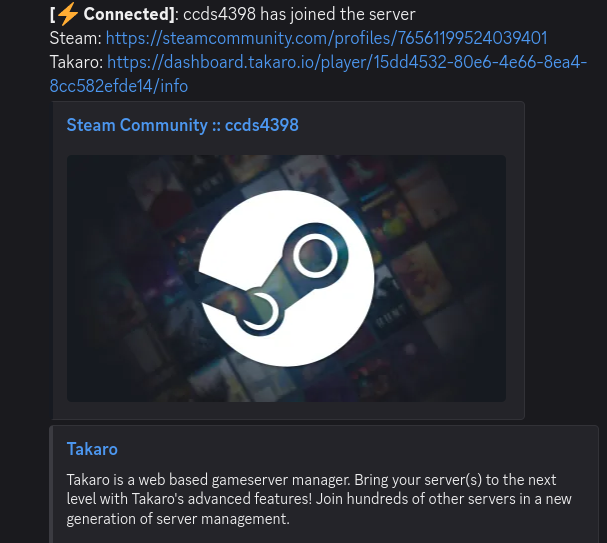 [⚡ Connected]: ccds4398 has joined the server
Steam: https://steamcommunity.com/profiles/76561199524039401
Takaro: https://dashboard.takaro.io/player/15dd4532-80e6-4e66-8ea4-
8cc582efde14/info
Steam Community :: ccds4398
Takaro
Takaro is a web based gameserver manager. Bring your server(s) to the next
level with Takaro's advanced features! Join hundreds of other servers in a new
generation of server management.